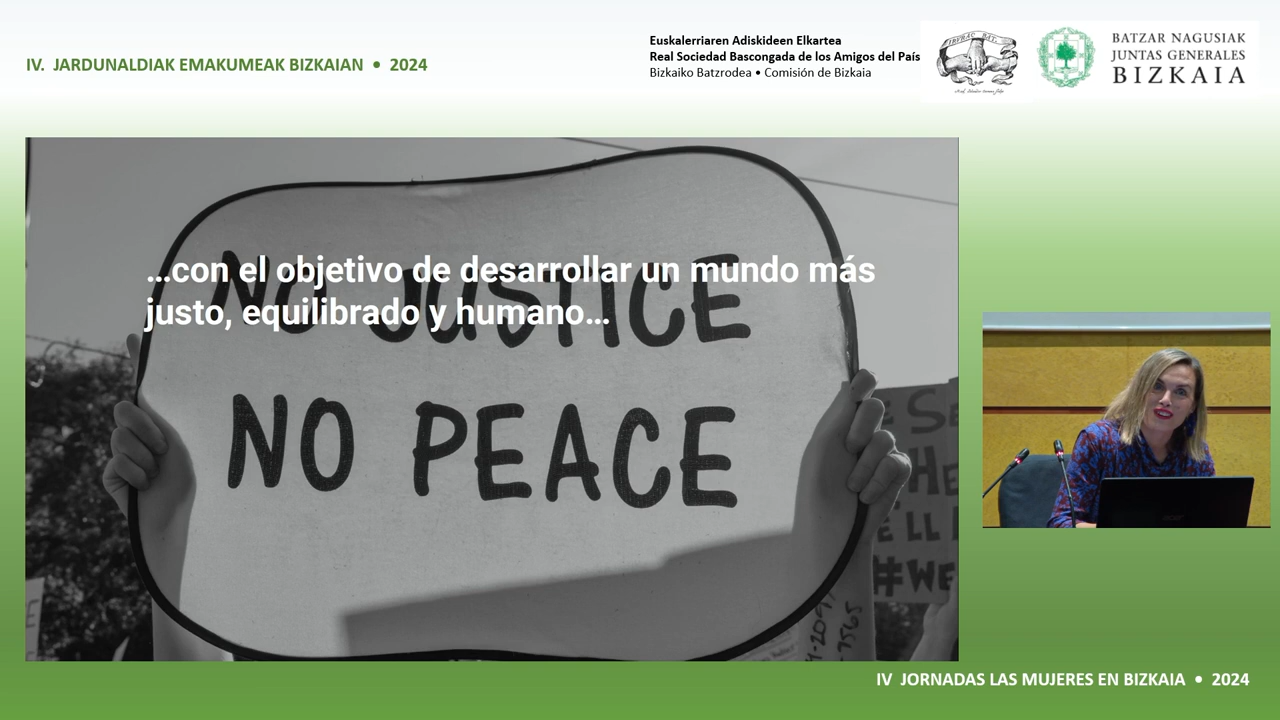 IV. JARDUNALDIAK EMAKUMEAK BIZKAIAN • 2024
Euskalerriaren Adiskideen Elkartea
Real Sociedad Bascongada de los Amigos del País
Bizkaiko Batzrodea • Comisión de Bizkaia
BATZAR NAGUSIAK
JUNTAS GENERALES
BIZKAIA
...con el objetivo de desarrollar un mundo más
justo, equilibrado y humano...
NO JUSTICE
NO PEACE
#WE
acer
IV JORNADAS LAS MUJERES EN BIZKAIA • 2024